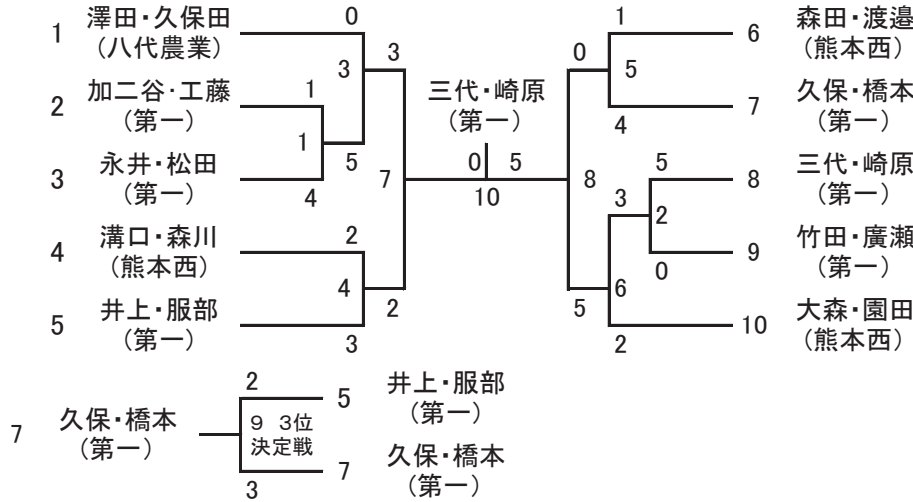 1 澤田・久保田 0 1 森田・渡邉 6
(八代農業) (熊本西)
3 0
3 5
2 加二谷・工藤 1 三代・崎原 久保・橋本 7
(第一) (第一) 4 (第一)
1
3 永井・松田 4 5 7 0 5 8 3 5 三代・崎原 8
(第一) 10 2 (第一)
4 溝口・森川 2 0 竹田・廣瀬 9
(熊本西) (第一)
4 6
2 5
5 井上・服部 3 2 大森・園田 10
(第一) (熊本西)
2 5 井上・服部
(第一)
7 久保・橋本 9 3位
(第一) 決定戦
3 7 久保・橋本
(第一)